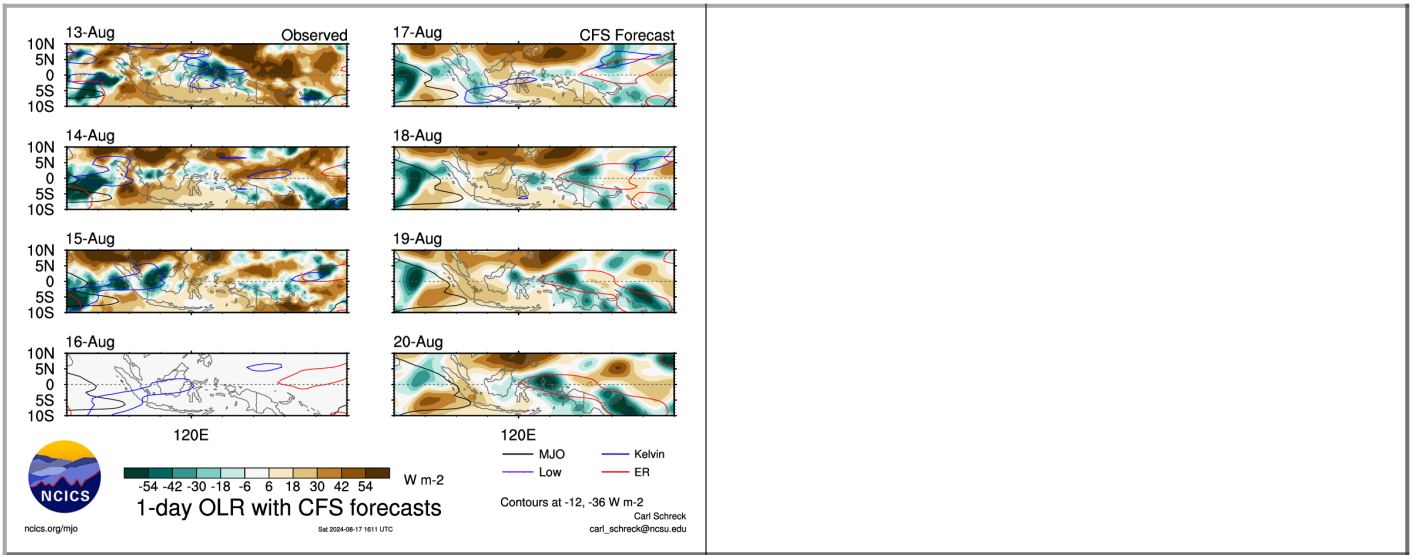 13-Aug Observed
10N
5N
0
5S
10S
14-Aug
10N
5N
0
5S
10S
15-Aug
10N
5N
0
5S
10S
16-Aug
10N
5N
0
5S
10S
120E
17-Aug CFS Forecast
18-Aug
19-Aug
20-Aug
120E
NCICS
ncics.org/mjo
-54 -42 -30 -18 -6 6 18 30 42 54 W m-2
1-day OLR with CFS forecasts
Sat 2024-08-17 1611 UTC
MJO Kelvin
Low ER
Contours at -12, -36 W m-2
Carl Schreck
carl_schreck@ncsu.edu